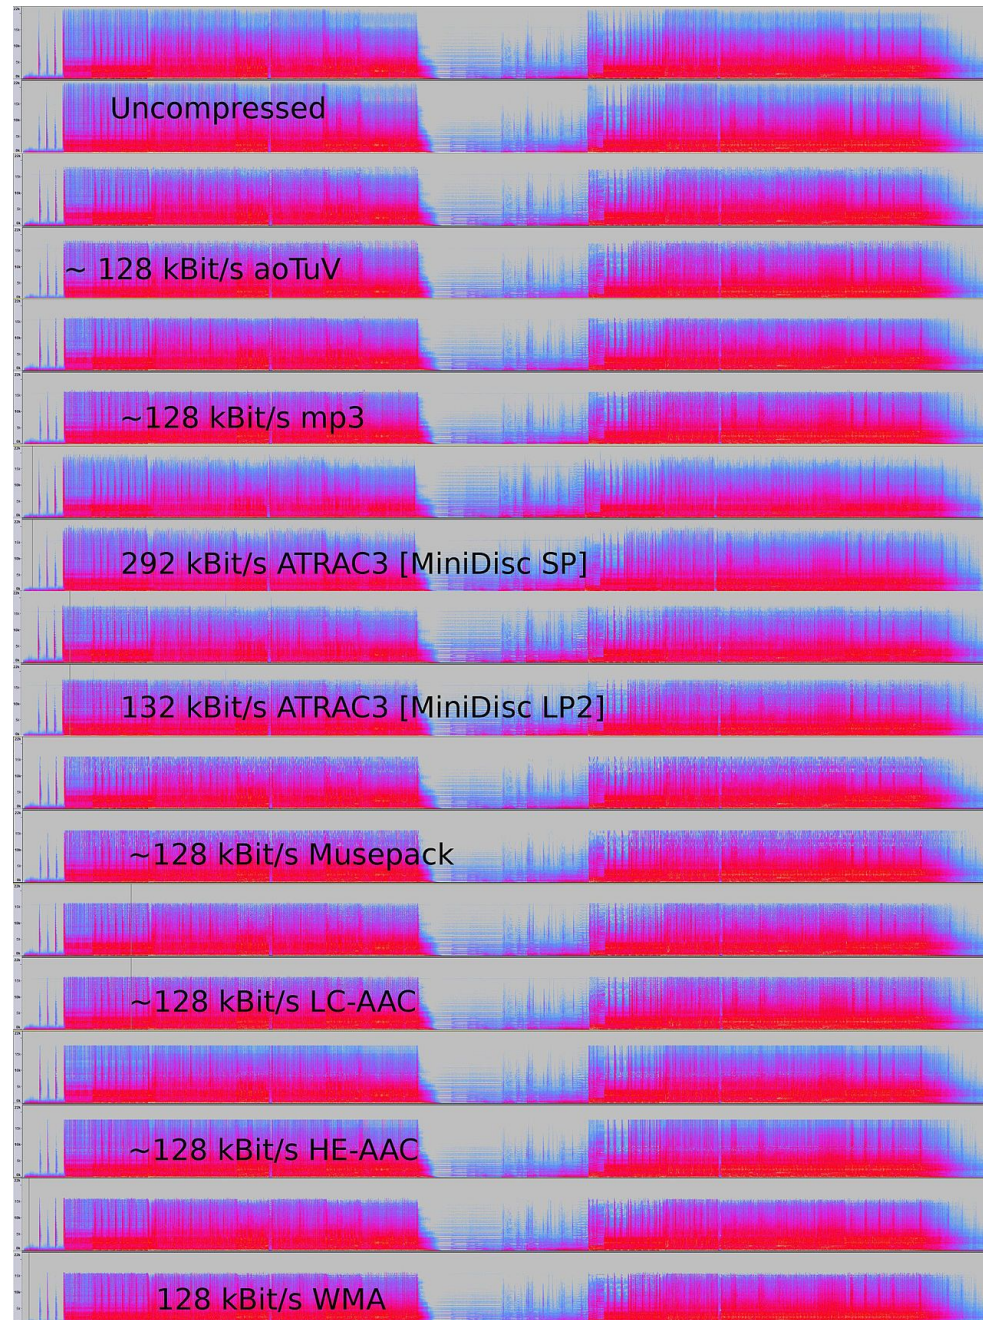 Uncompressed
~ 128 kBit/s aoTuV
~128 kBit/s mp3
292 kBit/s ATRAC3 [MiniDisc SP]
132 kBit/s ATRAC3 [MiniDisc LP2]
~128 kBit/s Musepack
~128 kBit/s LC-AAC
~128 kBit/s HE-AAC
128 kBit/s WMA